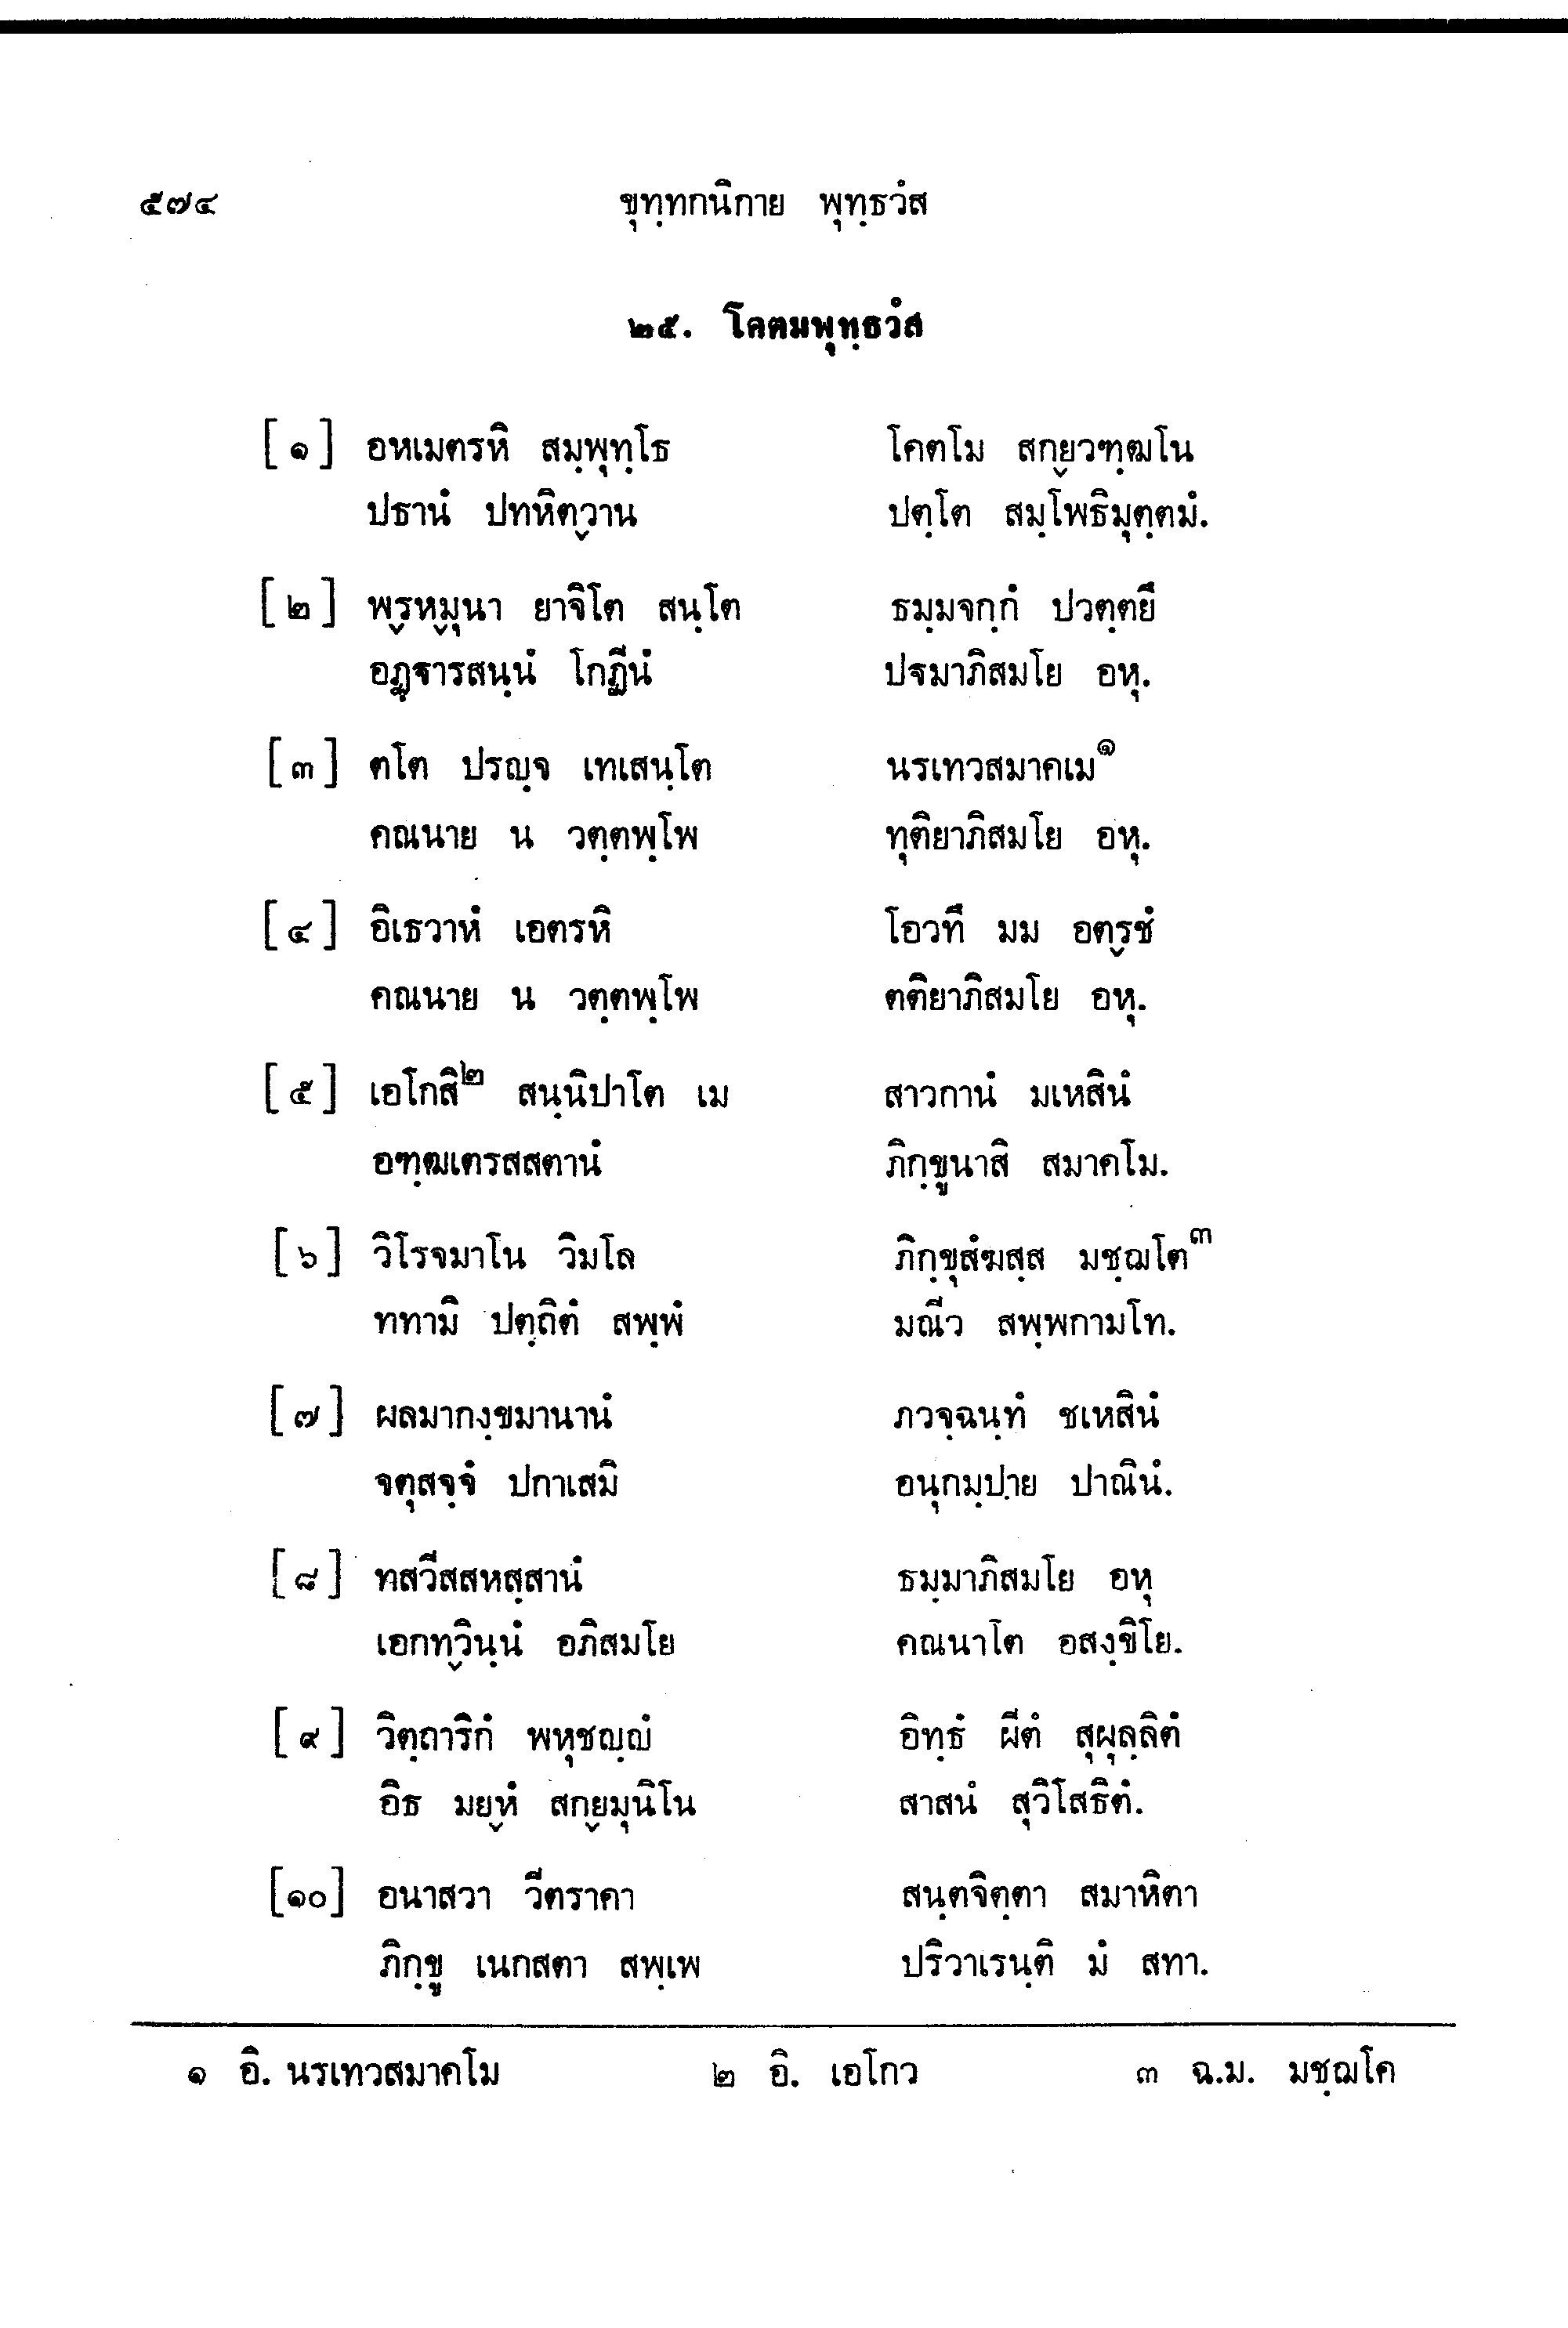 ๕๗๔ ขุทฺทกนิกาย พุทฺธวํส
๒๕. โคตมพุทฺธวํส
[๑] อหเมตรหิ สมฺพุทฺโธ โคตโม สกฺยวฑฺฒโน
ปธานํ ปทหิตฺวาน ปตฺโต สมฺโพธิมุตฺตมํ.
[๒] พฺรหฺมุนา ยาจิโต สนฺโต ธมฺมจกฺกํ ปวตฺตยึ
อฏฺฐารสนฺนํ โกฏีนํ ปฐมาภิสมโย อหุ.
[๓] ตโต ปรญฺจ เทเสนฺโต นรเทวสมาคเม๑
คณนาย น วตฺตพฺโพ ทุติยาภิสมโย อหุ.
[๔] อิเธวาหํ เอตรหิ โอวทึ มม อตฺรชํ
คณนาย น วตฺตพฺโพ ตติยาภิสมโย อหุ.
[๕] เอโกสิ๒ สนฺนิปาโต เม สาวกานํ มเหสินํ
อฑฺฒเตรสสตานํ ภิกฺขูนาสิ สมาคโม.
[๖] วิโรจมาโน วิมโล ภิกฺขุสํฆสฺส มชฺฌโต๓
ททามิ ปตฺถิตํ สพฺพํ มณีว สพฺพกามโท.
[๗] ผลมากงฺขมานานํ ภวจฺฉนฺทํ ชเหสินํ
จตุสจฺจํ ปกาเสมิ อนุกมฺปาย ปาณินํ.
[๘] ทสวีสสหสฺสานํ ธมฺมาภิสมโย อหุ
เอกทฺวินฺนํ อภิสมโย คณนาโต อสงฺขิโย.
[๙] วิตฺถาริกํ พหุชญฺญํ อิทฺธํ ผีตํ สุผุลฺลิตํ
อิธ มยฺหํ สกฺยมุนิโน สาสนํ สุวิโสธิตํ.
[๑๐] อนาสวา วีตราคา สนฺตจิตฺตา สมาหิตา
ภิกฺขู เนกสตา สพฺเพ ปริวาเรนฺติ มํ สทา.
๑ อิ. นรเทวสมาคโม ๒ อิ. เอโกว ๓ ฉ.ม. มชฺฌโค